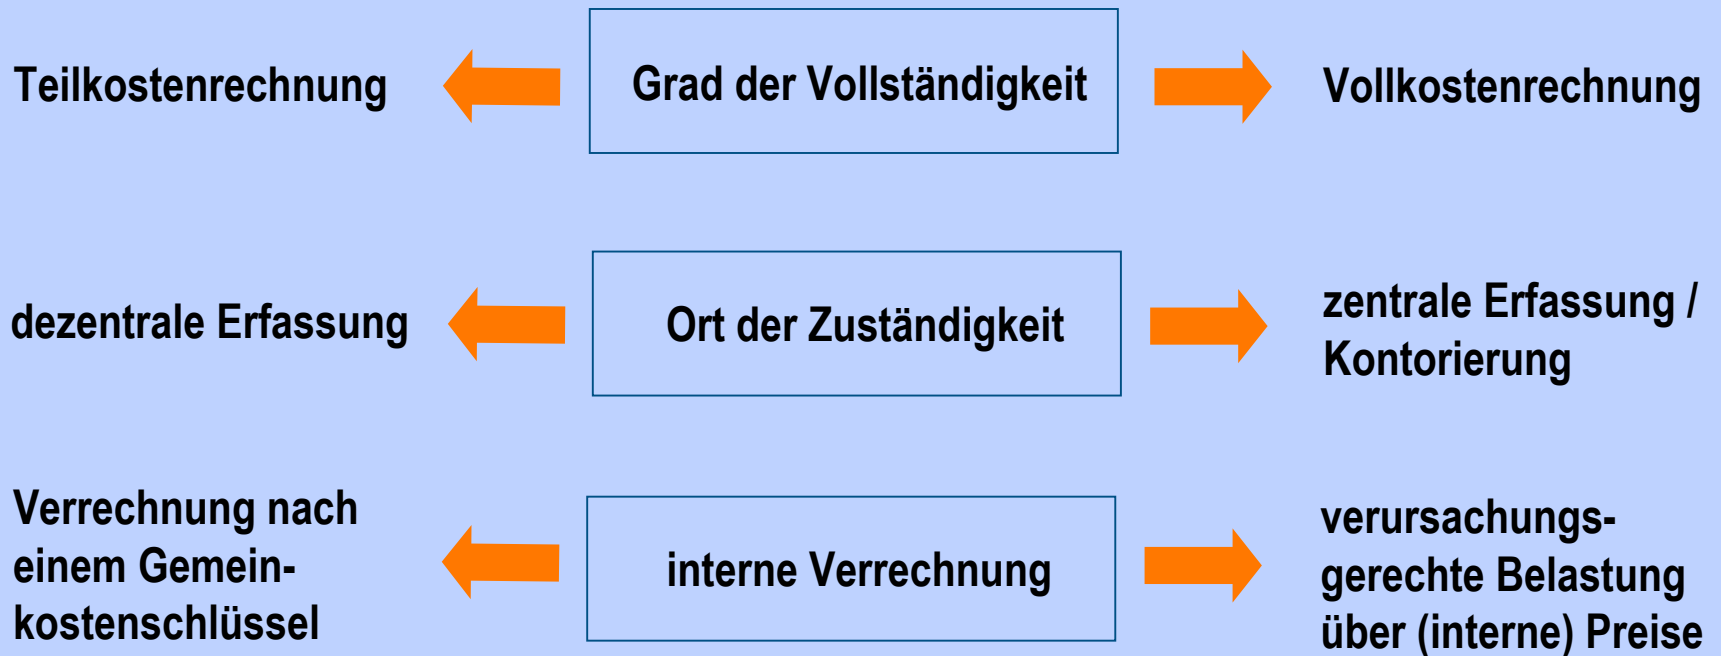 Teilkostenrechnung
Grad der Vollständigkeit
Vollkostenrechnung
dezentrale Erfassung
Ort der Zuständigkeit
zentrale Erfassung /
Kontorierung
Verrechnung nach
einem Gemein-
kostenschlüssel
interne Verrechnung
verursachungs-
gerechte Belastung
über (interne) Preise